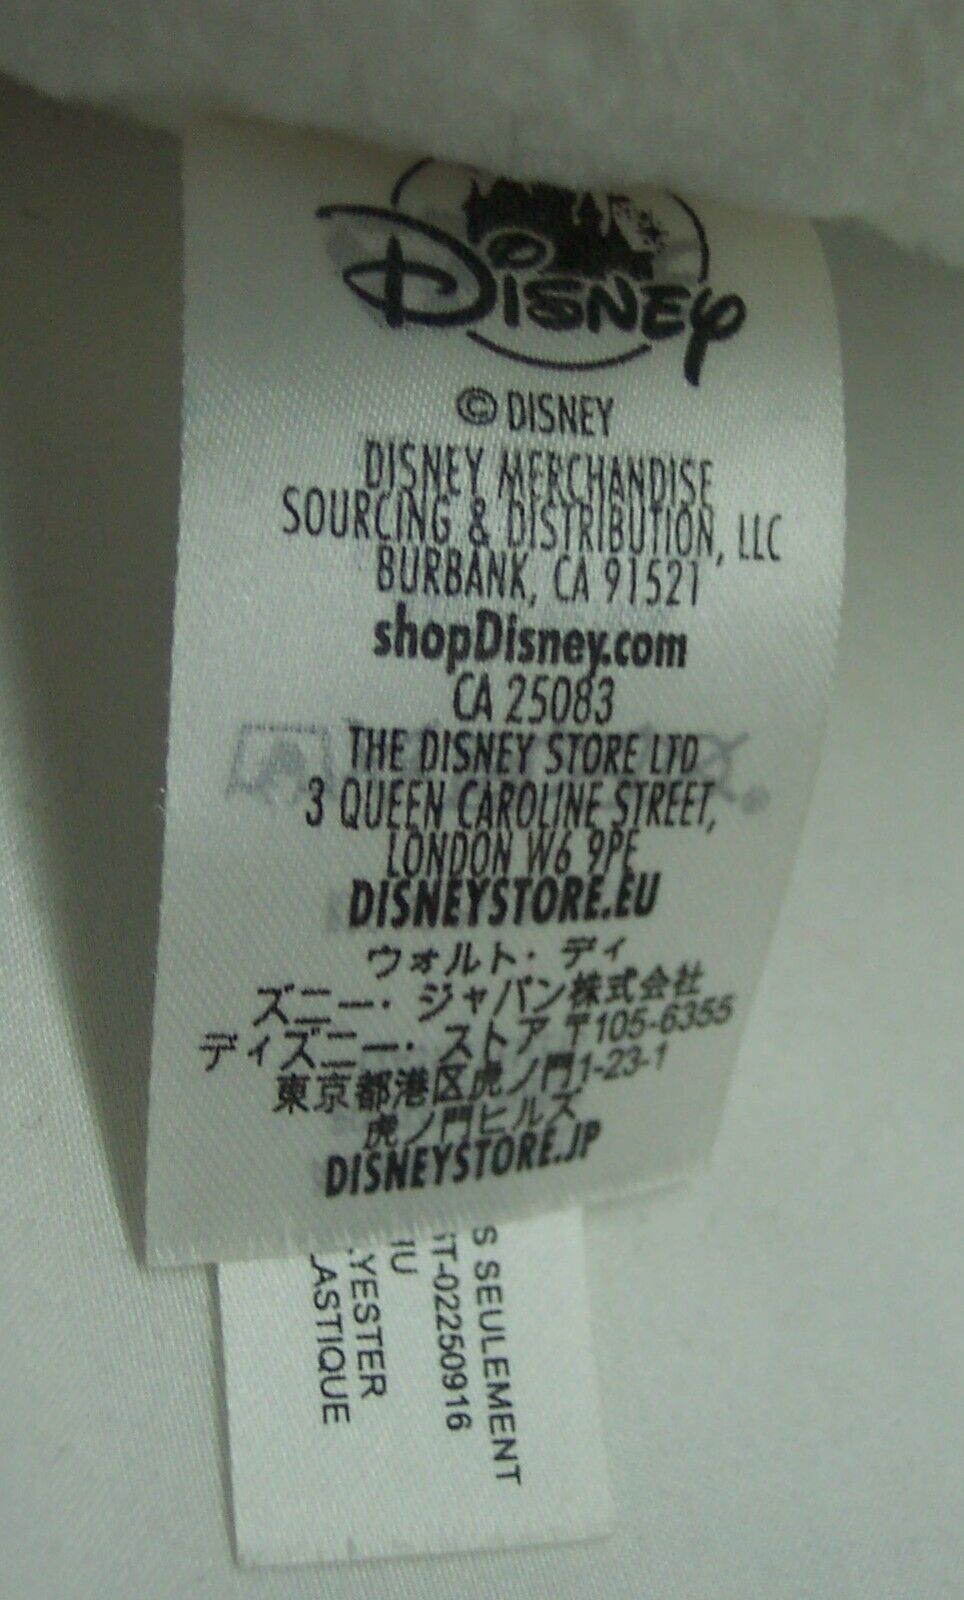 Disney
© DISNEY
DISNEY MERCHANDISE
SOURCING & DISTRIBUTION, LLC
BURBANK, CA 91521
shopDisney.com
CA 25083
THE DISNEY STORE LTD
3 QUEEN CAROLINE STREET,
LONDON W6 9PE
DISNEYSTORE.EU
ウォルト・ディ
ズニー・ジャパン株式会社
ディズニー・ストア 〒105-6355
東京都港区虎ノ門1-23-1
虎ノ門ヒルズ
DISNEYSTORE.JP
S SEULEMENT
ST-02250916
HU
LYESTER
LASTIQUE